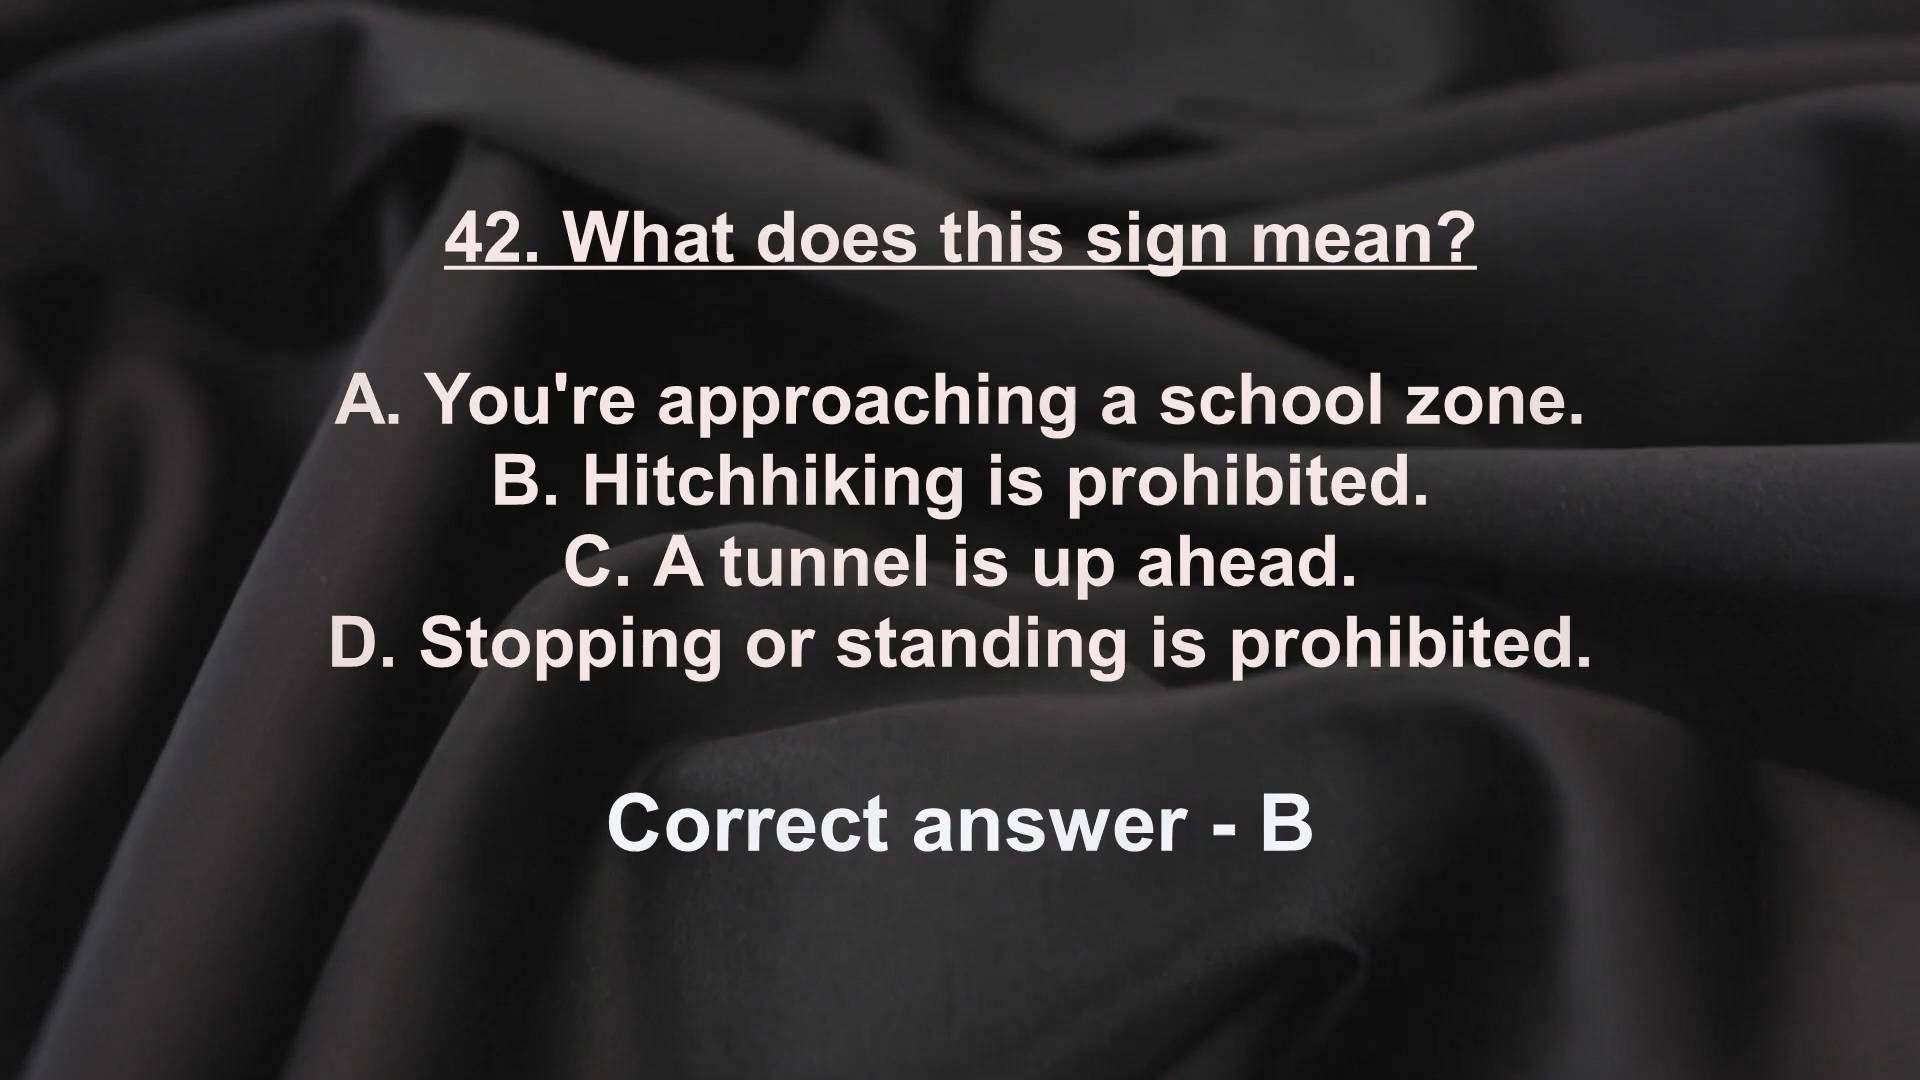 42. What does this sign mean?
A. You're approaching a school zone.
B. Hitchhiking is prohibited.
C. A tunnel is up ahead.
D. Stopping or standing is prohibited.
Correct answer - B